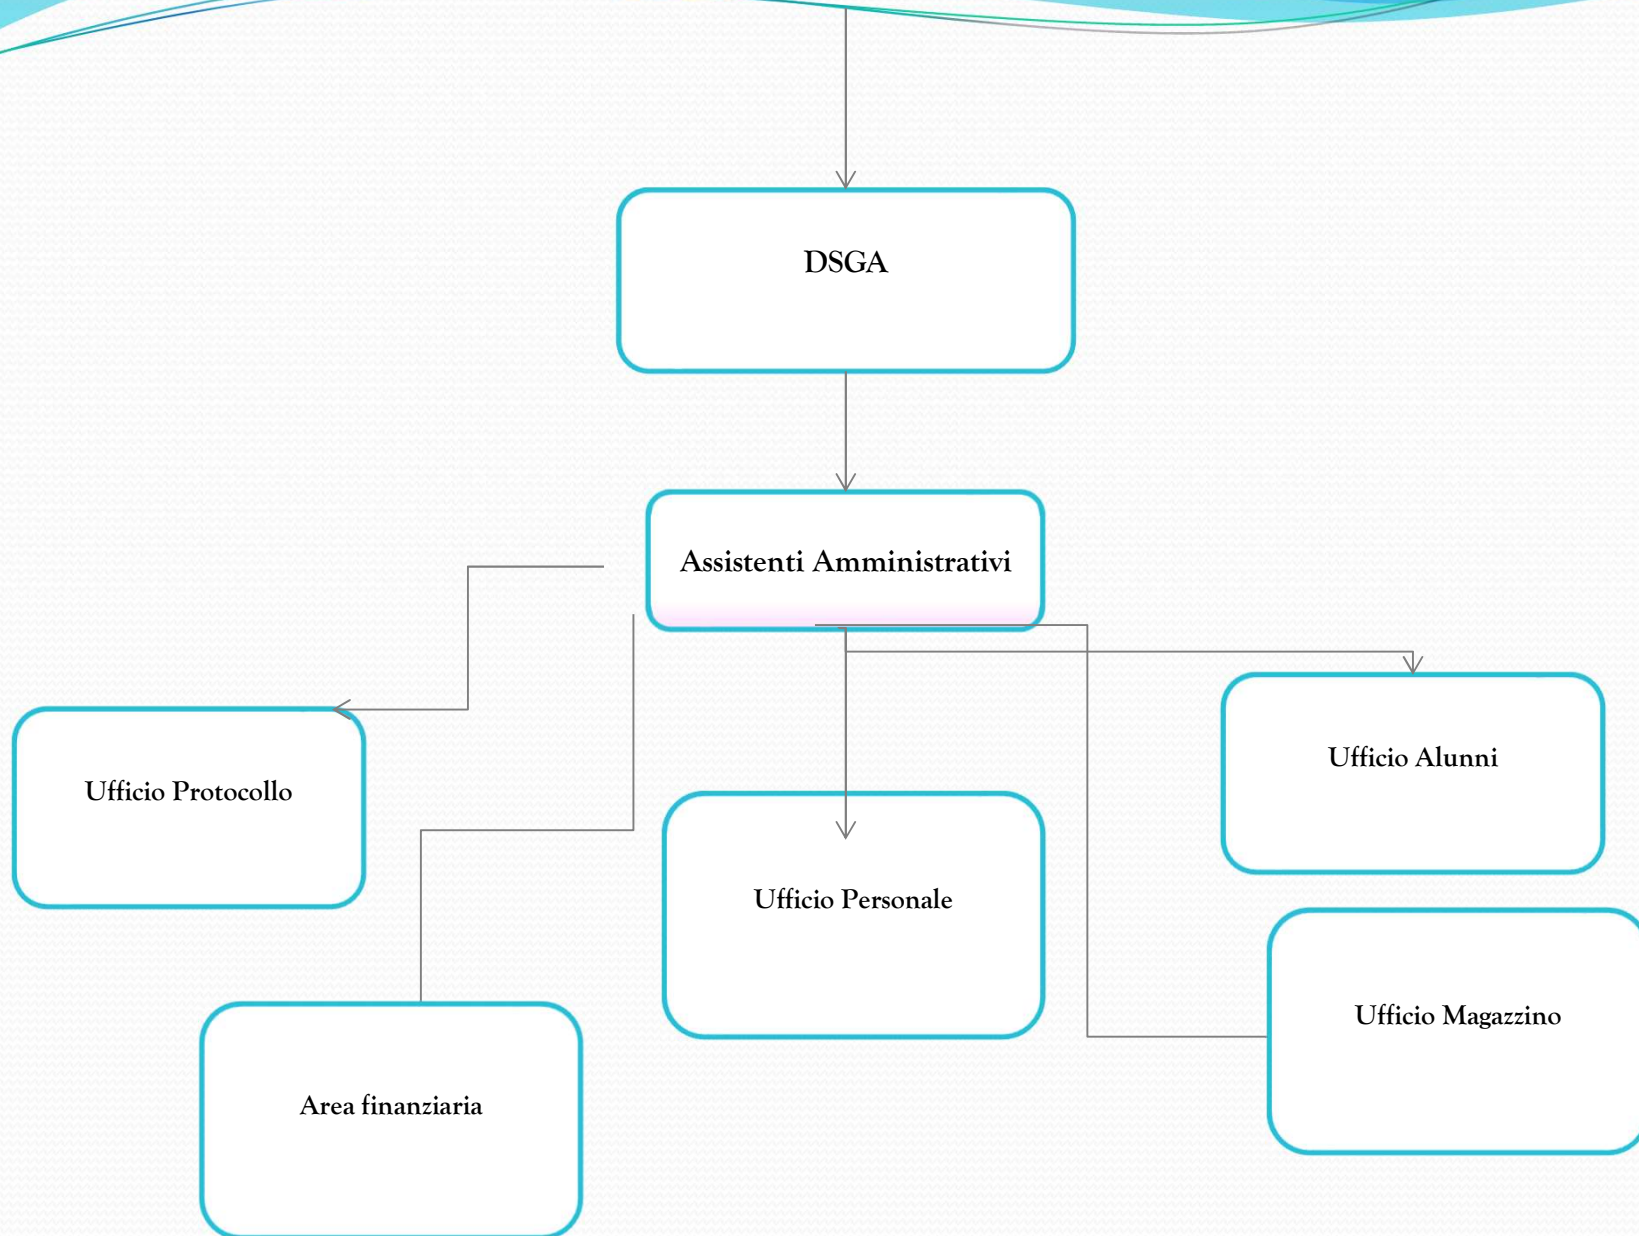 DSGA
Assistenti Amministrativi
Ufficio Alunni
Ufficio Protocollo
Ufficio Personale
Ufficio Magazzino
Area finanziaria